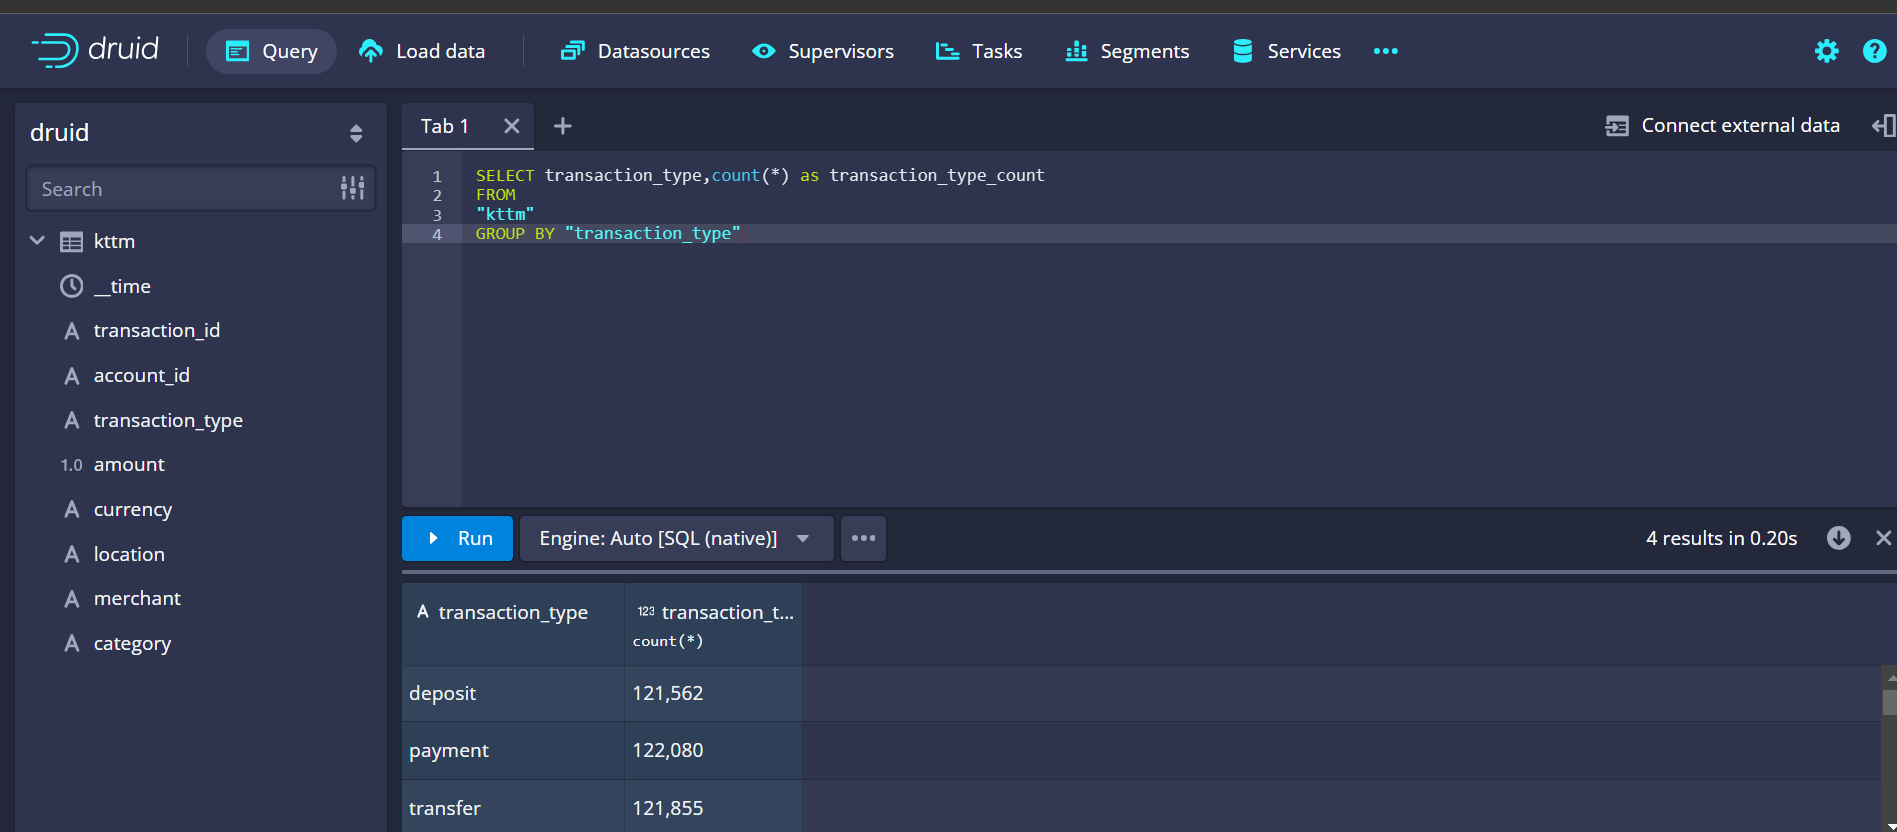 druid
Query
Load data
Datasources
Supervisors
Tasks
Segments
Services
druid
Search
kttm
__time
transaction_id
account_id
transaction_type
1.0 amount
currency
location
merchant
category
Tab 1
Connect external data
1 SELECT transaction_type,count(*) as transaction_type_count
2 FROM
3 "kttm"
4 GROUP BY "transaction_type"
Run
Engine: Auto [SQL (native)]
4 results in 0.20s
A transaction_type
123 transaction_t...
count(*)
deposit 121,562
payment 122,080
transfer 121,855